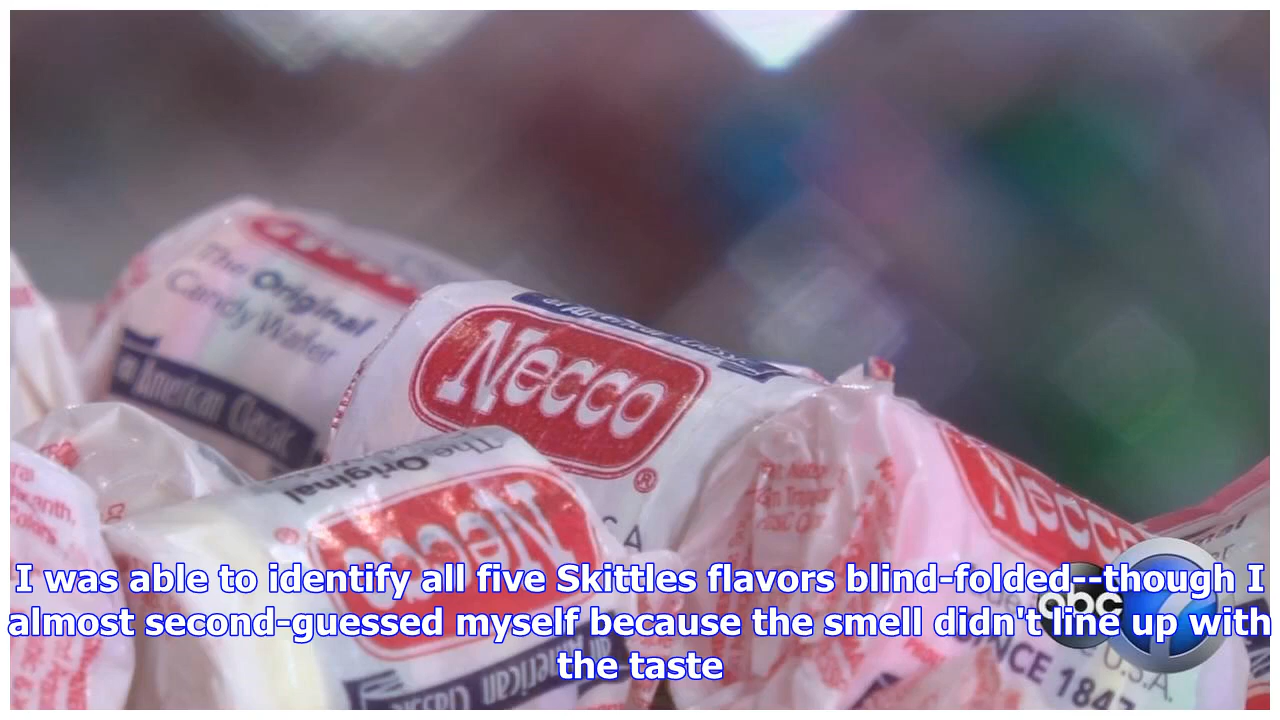 The Original
Candy Wafer
an American Classic
Necco
®
The Original
Necco
®
an American Classic
Necco
SINCE 1847
U.S.A.
abc 7
I was able to identify all five Skittles flavors blind-folded--though I
almost second-guessed myself because the smell didn't line up with
the taste